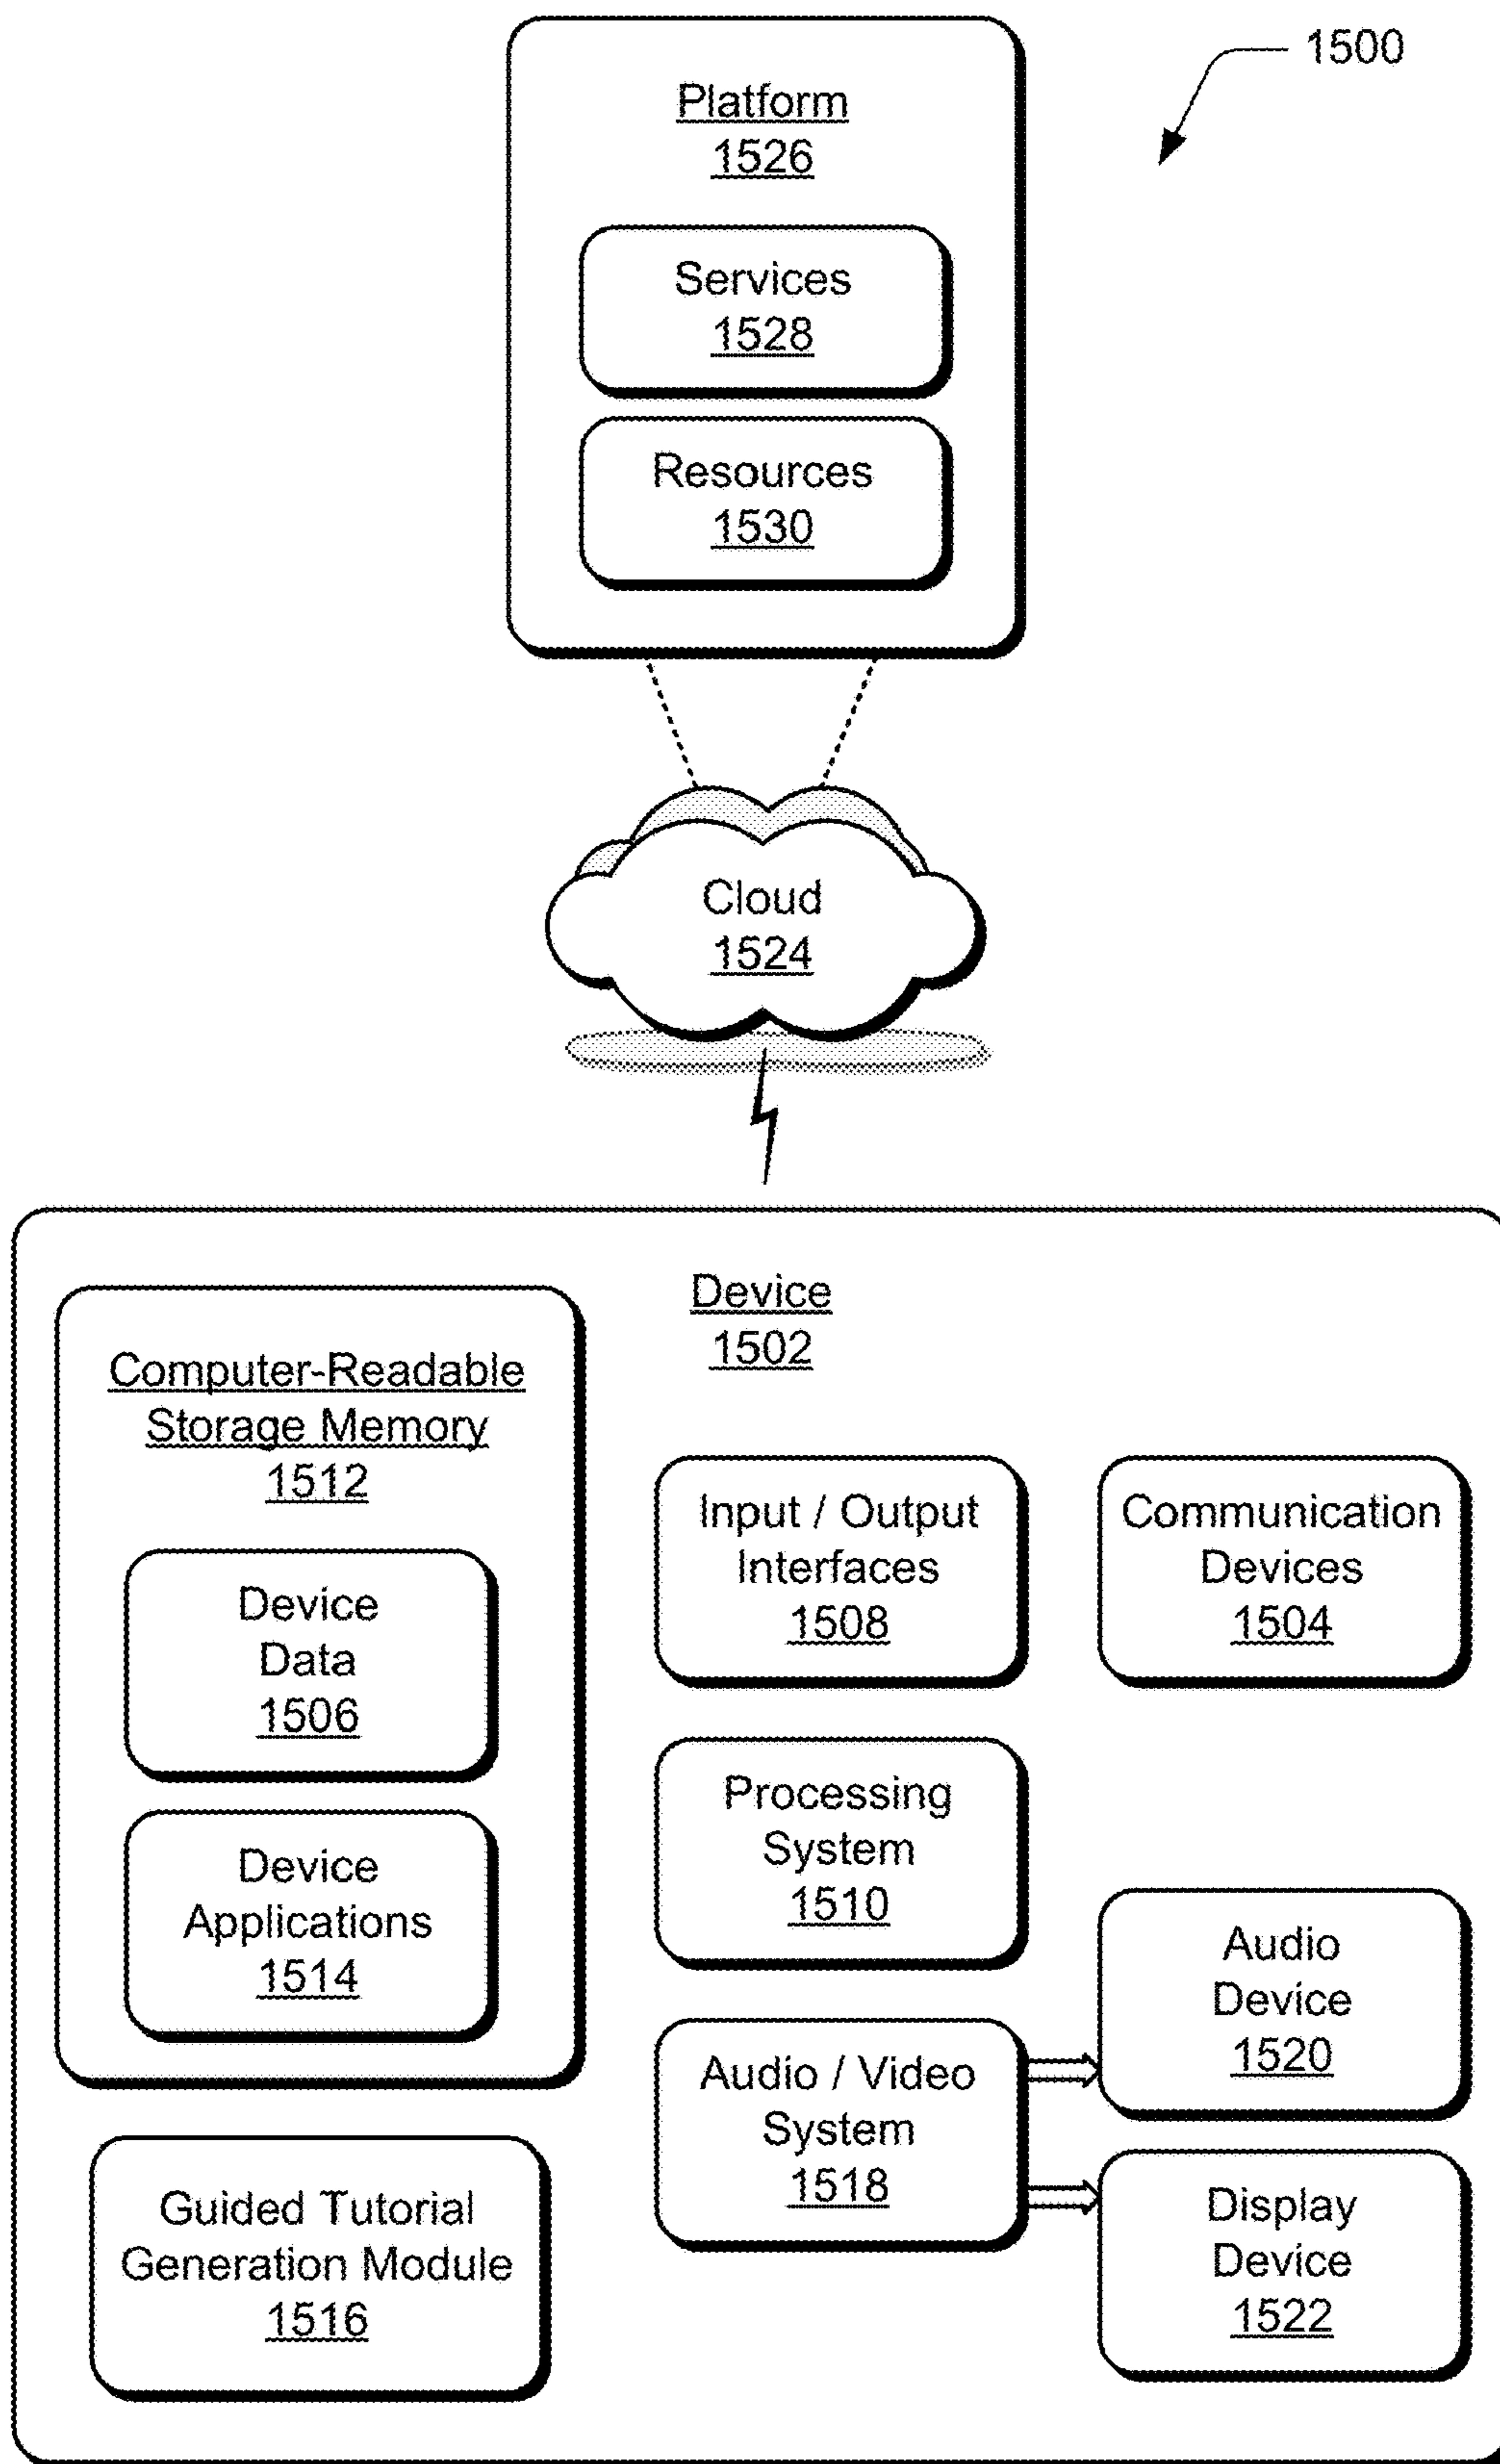 1500
Platform
1526
Services
1528
Resources
1530
Cloud
1524
Device
1502
Computer-Readable
Storage Memory
1512
Device
Data
1506
Device
Applications
1514
Guided Tutorial
Generation Module
1516
Input / Output
Interfaces
1508
Communication
Devices
1504
Processing
System
1510
Audio / Video
System
1518
Audio
Device
1520
Display
Device
1522